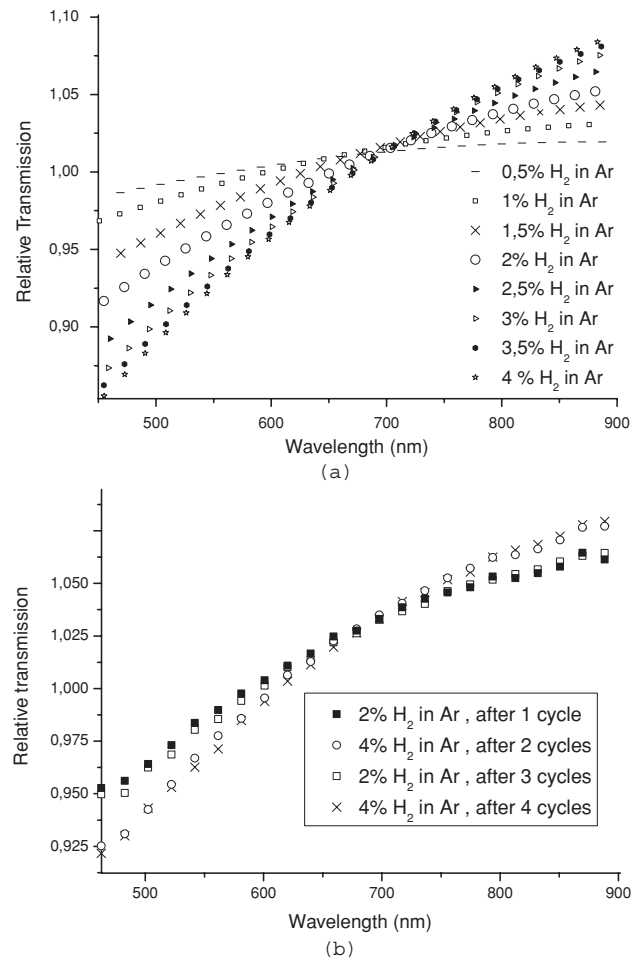 1,10
1,05
1,00
0,95
0,90
Relative Transmission
0,5% H2 in Ar
1% H2 in Ar
1,5% H2 in Ar
2% H2 in Ar
2,5% H2 in Ar
3% H2 in Ar
3,5% H2 in Ar
4 % H2 in Ar
500 600 700 800 900
Wavelength (nm)
(a)
1,050
1,025
1,000
0,975
0,950
0,925
Relative transmission
2% H2 in Ar , after 1 cycle
4% H2 in Ar , after 2 cycles
2% H2 in Ar , after 3 cycles
4% H2 in Ar , after 4 cycles
500 600 700 800 900
Wavelength (nm)
(b)